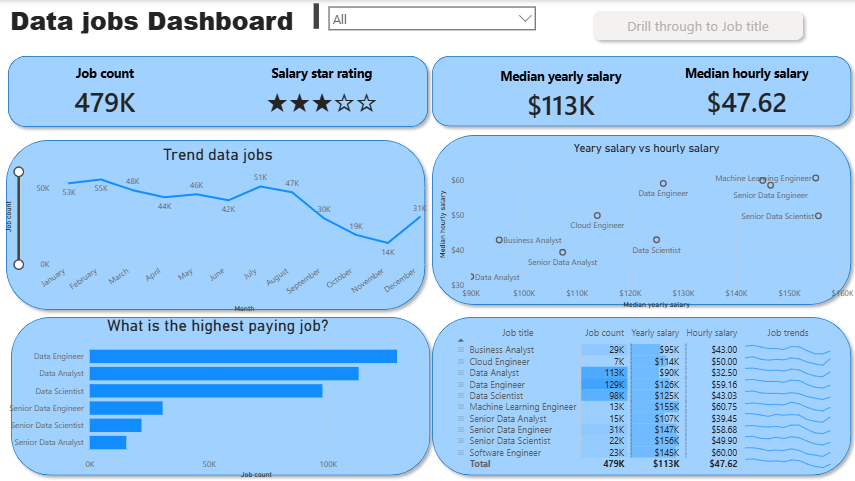 Data jobs Dashboard
All
Drill through to Job title
Job count
479K
Salary star rating
Median yearly salary
$113K
Median hourly salary
$47.62
Trend data jobs
Job count
50K
0K
53K
55K
48K
44K
46K
42K
51K
47K
30K
19K
14K
31K
January
February
March
April
May
June
July
August
September
October
November
December
Month
Yeary salary vs hourly salary
Median hourly salary
$60
$50
$40
$30
Machine Learning Engineer
Data Engineer
Senior Data Engineer
Cloud Engineer
Senior Data Scientist
Business Analyst
Data Scientist
Senior Data Analyst
Data Analyst
$90K
$100K
$110K
$120K
$130K
$140K
$150K
$160K
Median yearly salary
What is the highest paying job?
Data Engineer
Data Analyst
Data Scientist
Senior Data Engineer
Senior Data Scientist
Senior Data Analyst
0K
50K
100K
Job count
Job title Job count Yearly salary Hourly salary Job trends
Business Analyst 29K $95K $43.00
Cloud Engineer 7K $114K $50.00
Data Analyst 113K $90K $32.50
Data Engineer 129K $126K $59.16
Data Scientist 98K $125K $43.03
Machine Learning Engineer 13K $155K $60.75
Senior Data Analyst 15K $107K $39.45
Senior Data Engineer 31K $147K $58.68
Senior Data Scientist 22K $156K $49.90
Software Engineer 23K $145K $60.00
Total 479K $113K $47.62